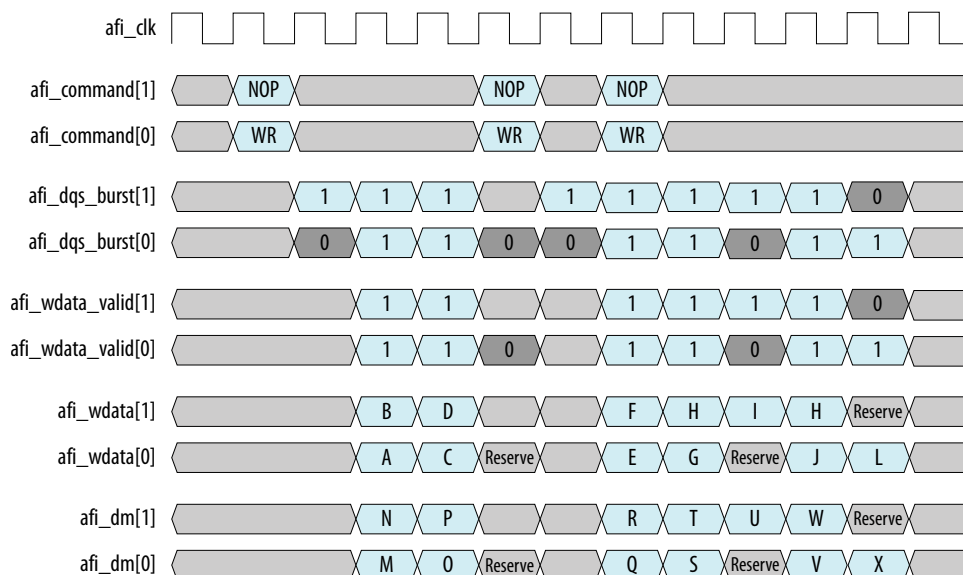 afi_clk
afi_command[1] NOP NOP NOP
afi_command[0] WR WR WR
afi_dqs_burst[1] 1 1 1 1 1 1 1 1 0
afi_dqs_burst[0] 0 1 1 0 0 1 1 0 1 1
afi_wdata_valid[1] 1 1 1 1 1 1 0
afi_wdata_valid[0] 1 1 0 1 1 0 1 1
afi_wdata[1] B D F H I H Reserve
afi_wdata[0] A C Reserve E G Reserve J L
afi_dm[1] N P R T U W Reserve
afi_dm[0] M O Reserve Q S Reserve V X